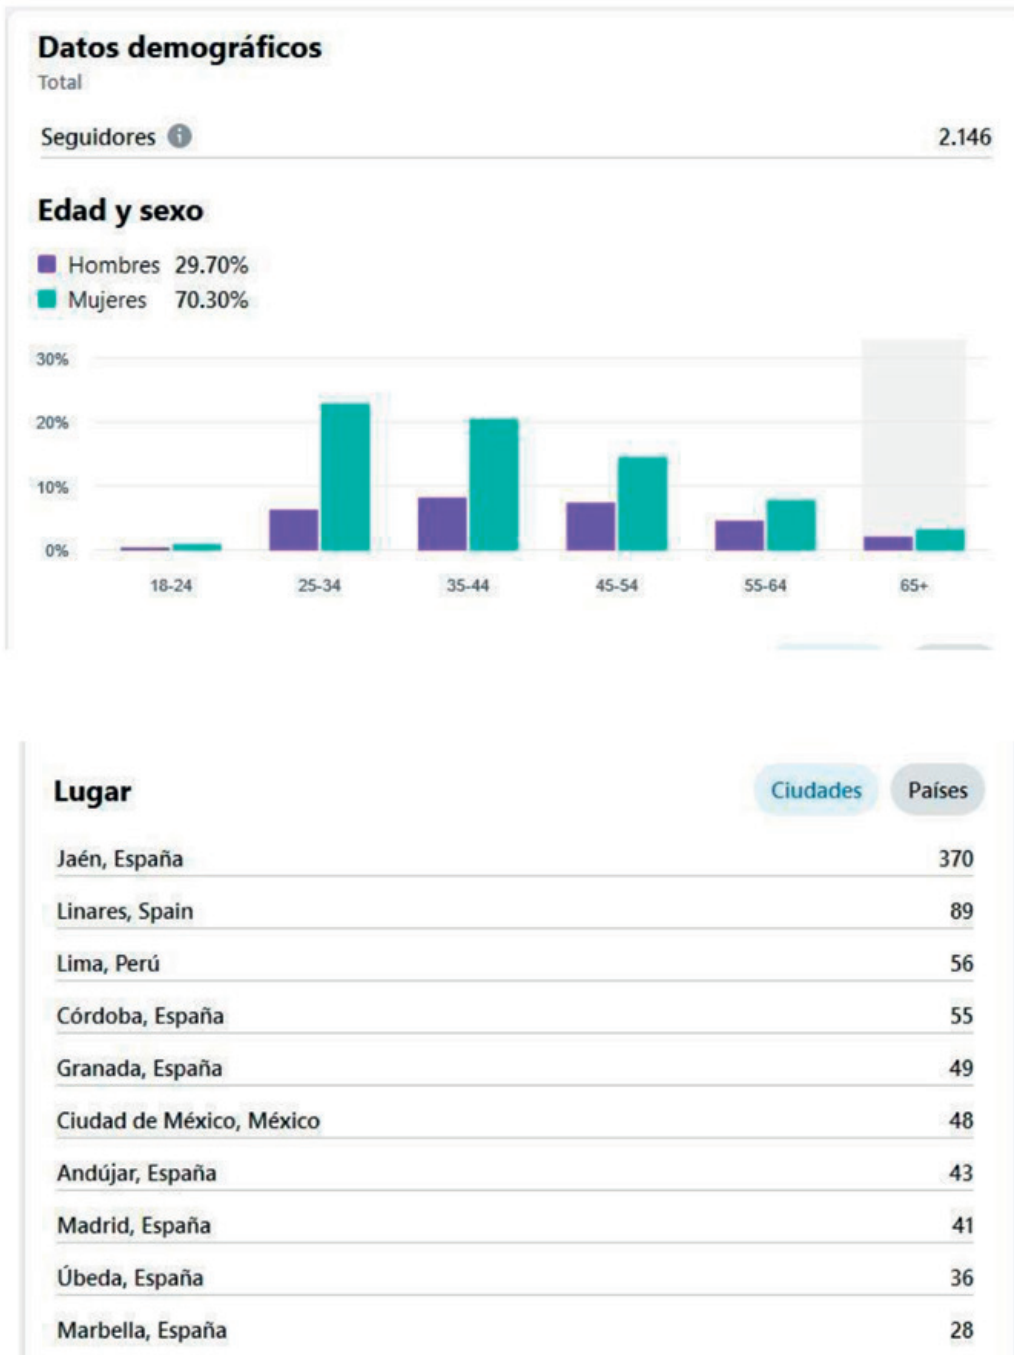 Datos demográficos
Total
Seguidores 2.146
Edad y sexo
Hombres 29.70%
Mujeres 70.30%
30%
20%
10%
0%
18-24 25-34 35-44 45-54 55-64 65+
Lugar Ciudades Países
Jaén, España 370
Linares, Spain 89
Lima, Perú 56
Córdoba, España 55
Granada, España 49
Ciudad de México, México 48
Andújar, España 43
Madrid, España 41
Úbeda, España 36
Marbella, España 28